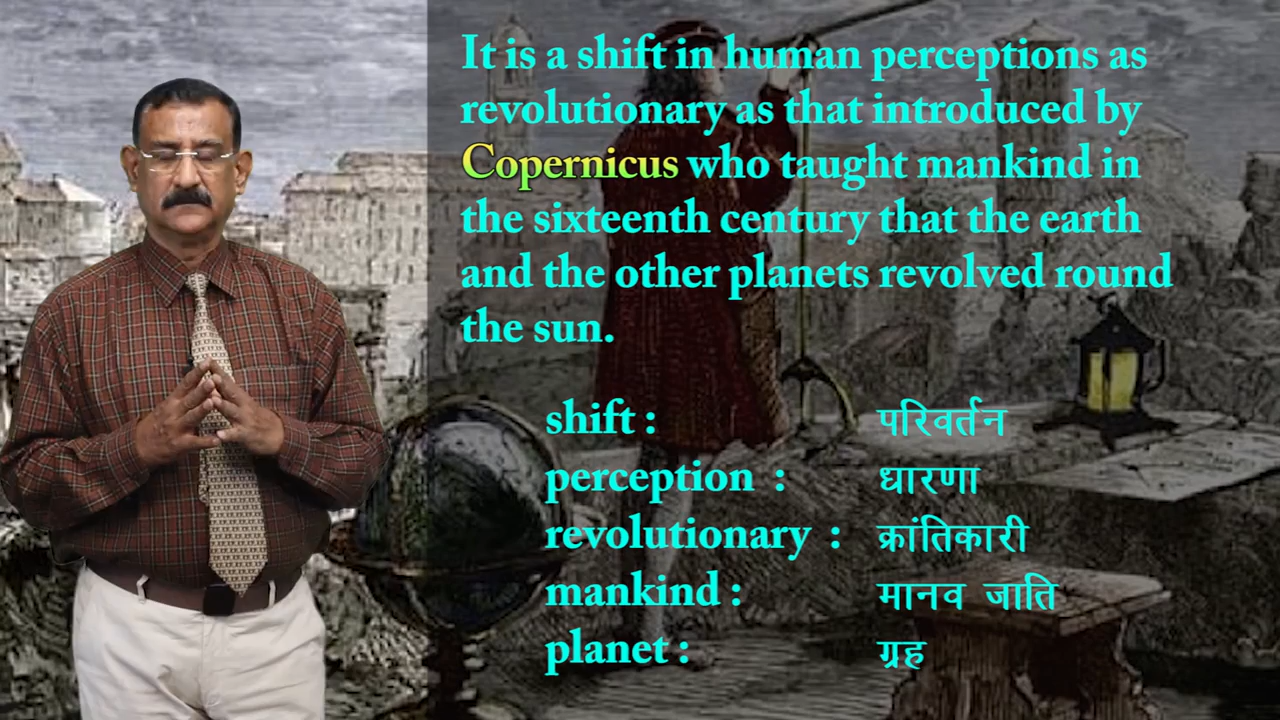 It is a shift in human perceptions as
revolutionary as that introduced by
Copernicus who taught mankind in
the sixteenth century that the earth
and the other planets revolved round
the sun.
shift : परिवर्तन
perception : धारणा
revolutionary : क्रांतिकारी
mankind : मानव जाति
planet : ग्रह